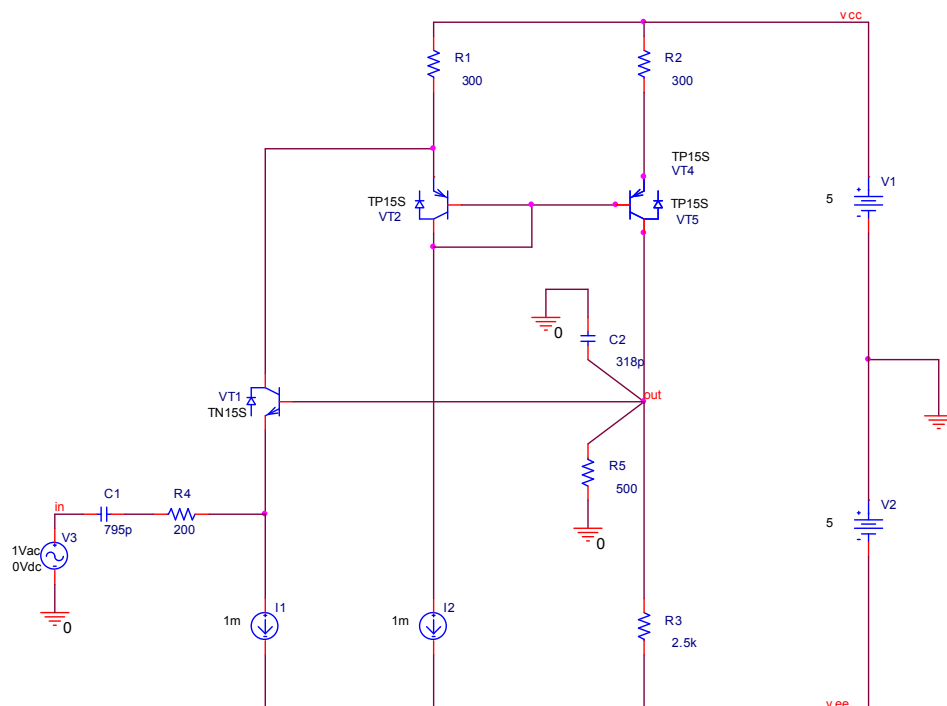 vcc
R1
300
R2
300
TP15S
VT4
V1
5
TP15S
VT2
TP15S
VT5
0
C2
318p
out
VT1
TN15S
R5
500
0
in
C1
795p
R4
200
V2
5
V3
1Vac
0Vdc
0
I1
1m
I2
1m
R3
2.5k
vee